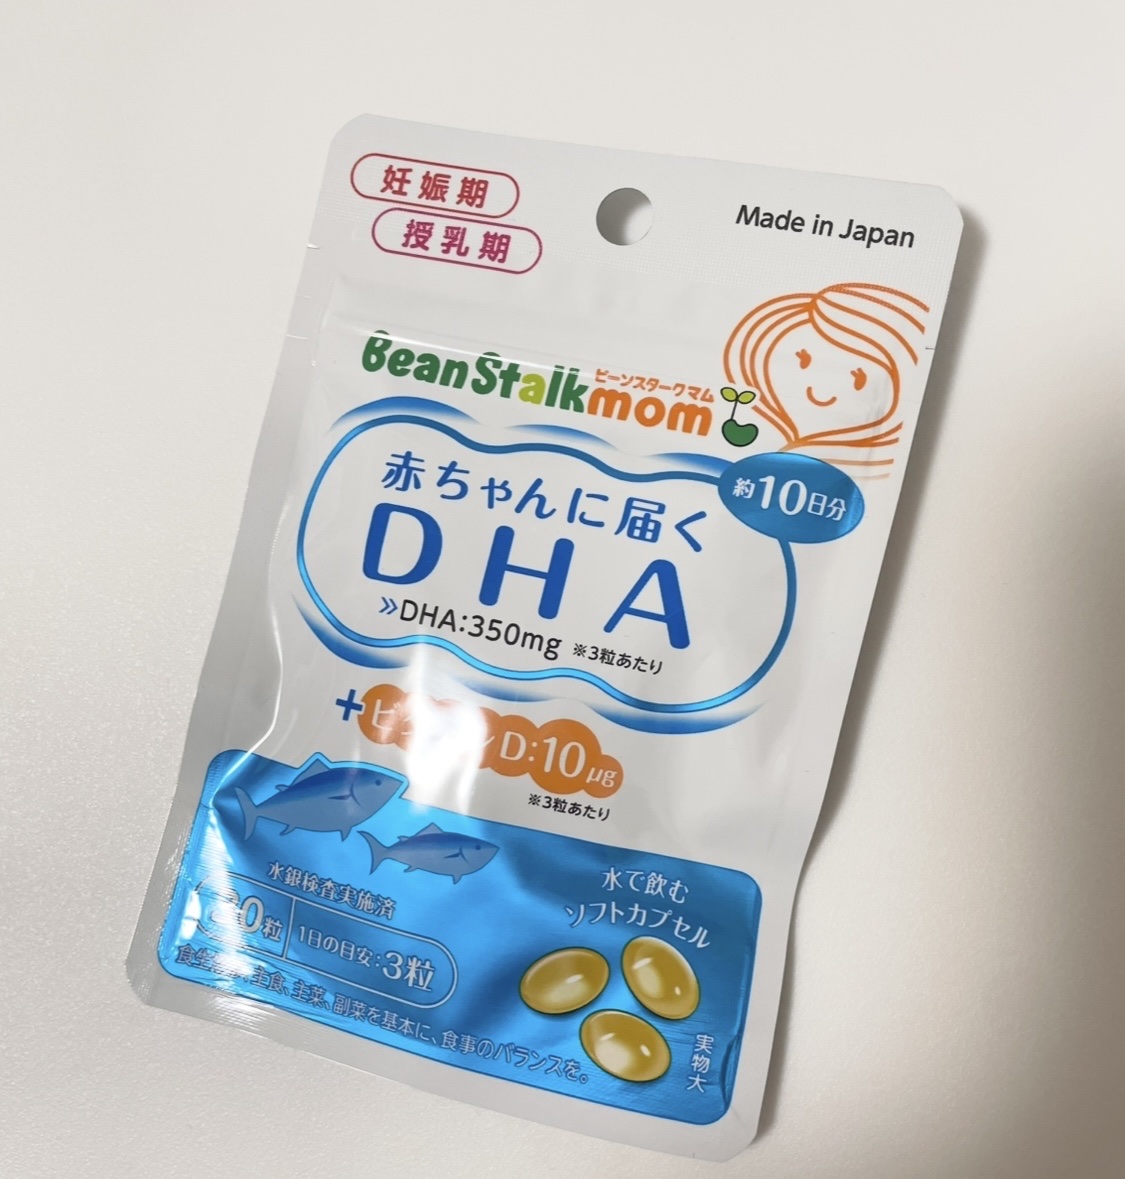 妊娠期
授乳期
Made in Japan
BeanStalk
ビーンスタークマム
mom
約10日分
赤ちゃんに届く
DHA
»DHA:350mg ※3粒あたり
D:10μg
※3粒あたり
水銀検査実施済
1日の目安:3粒
主食、主菜、副菜を基本に、食事のバランスを。
水で飲む
ソフトカプセル
実物大